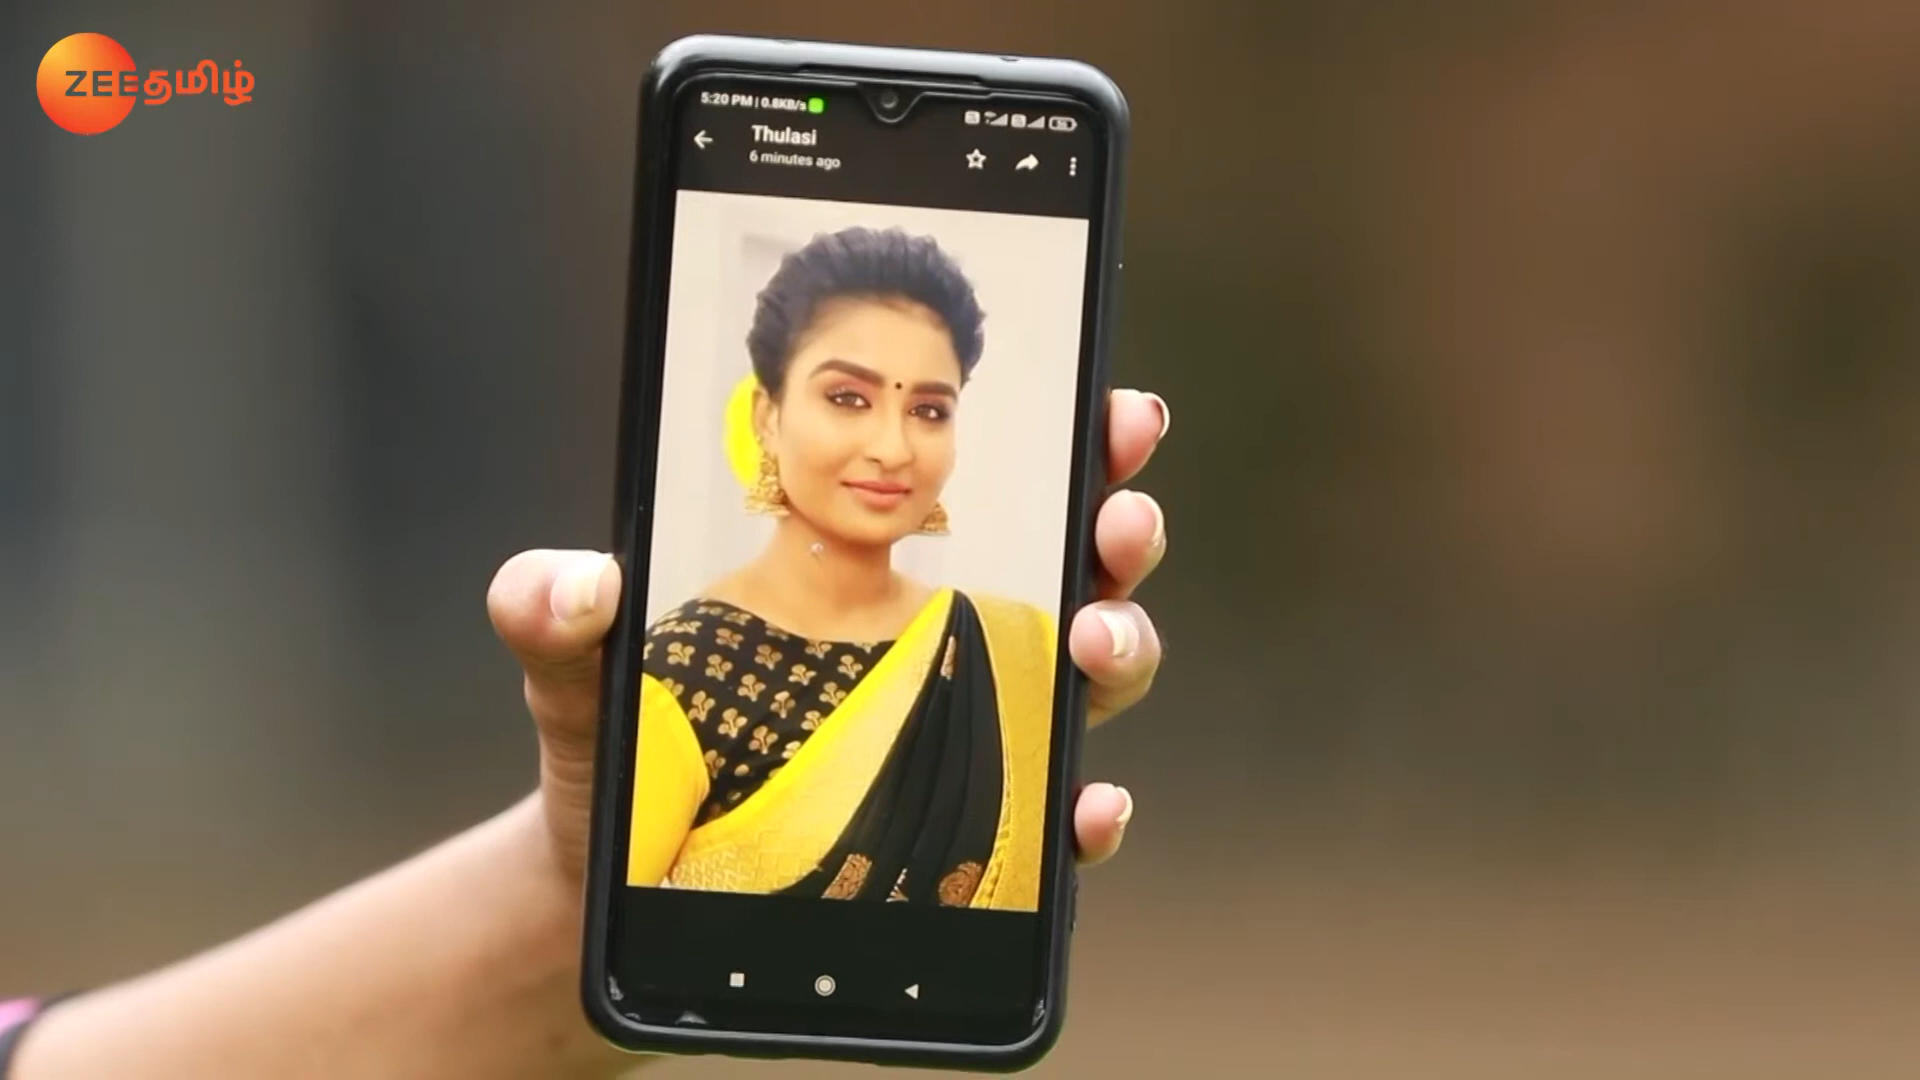 ZEEதமிழ்
5:20 PM | 0.8KB/s
Thulasi
6 minutes ago